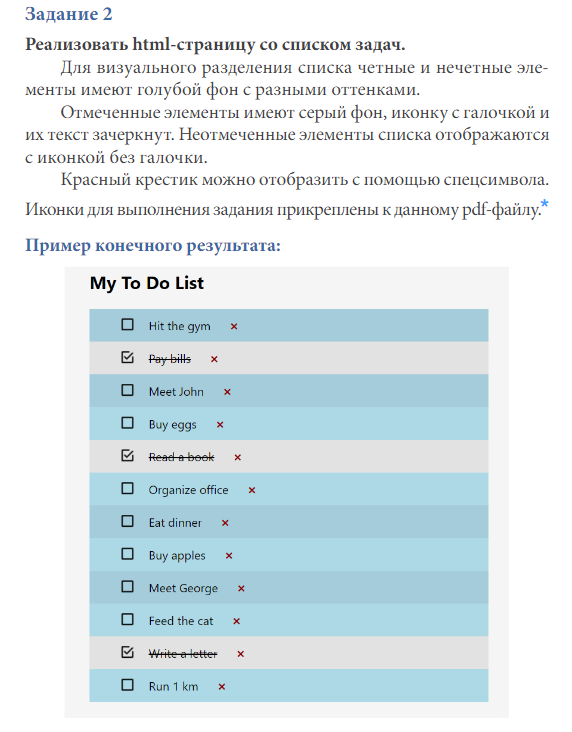 Задание 2
Реализовать html-страницу со списком задач.
Для визуального разделения списка четные и нечетные эле-
менты имеют голубой фон с разными оттенками.
Отмеченные элементы имеют серый фон, иконку с галочкой и
их текст зачеркнут. Неотмеченные элементы списка отображаются
с иконкой без галочки.
Красный крестик можно отобразить с помощью спецсимвола.
Иконки для выполнения задания прикреплены к данному pdf-файлу.*
Пример конечного результата:
My To Do List
Hit the gym ×
Pay bills ×
Meet John ×
Buy eggs ×
Read a book ×
Organize office ×
Eat dinner ×
Buy apples ×
Meet George ×
Feed the cat ×
Write a letter ×
Run 1 km ×